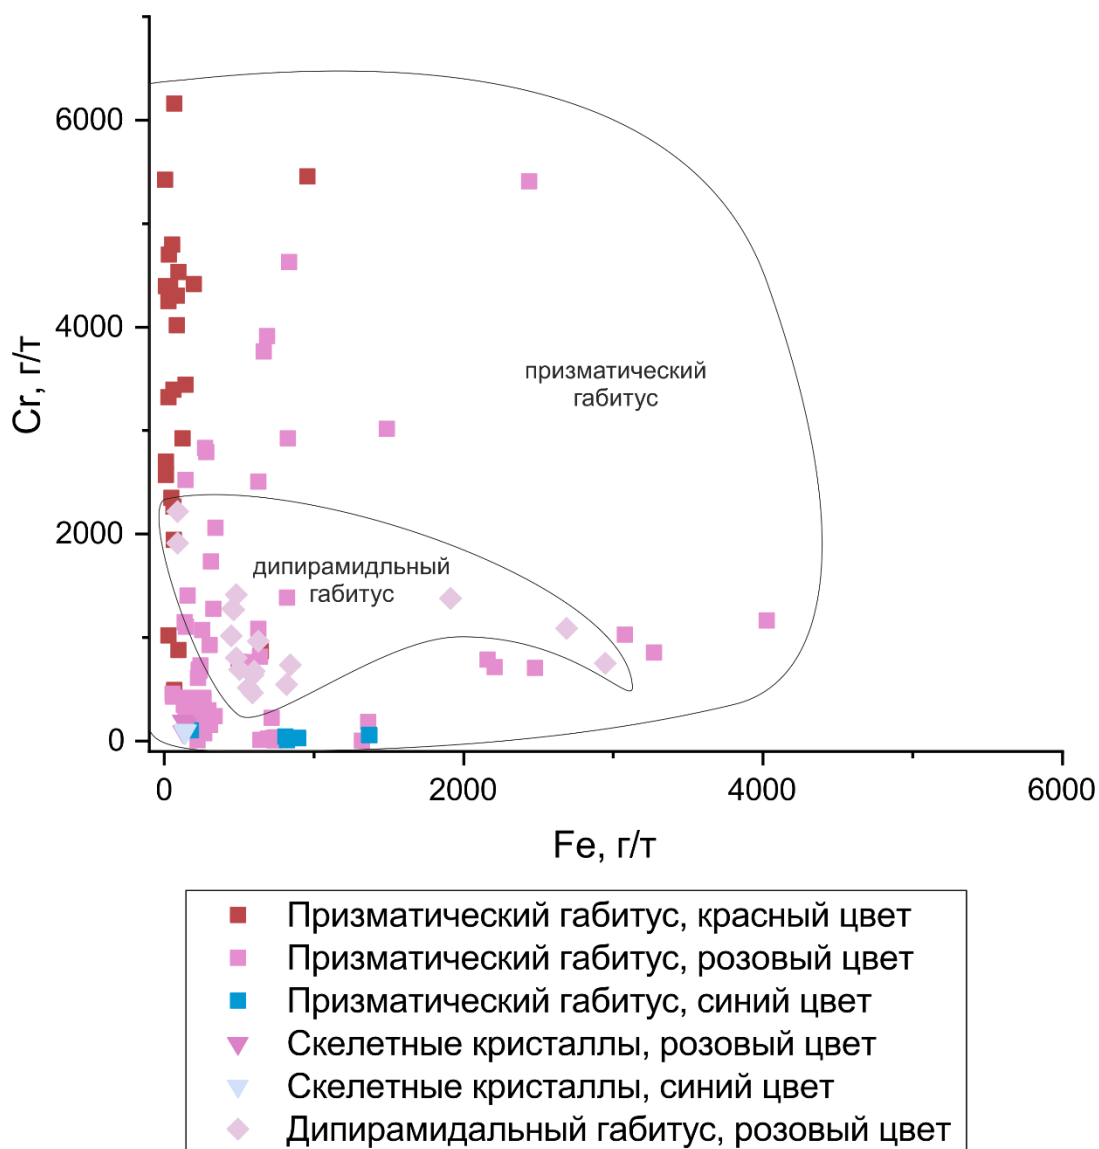 6000
4000
2000
0
Cr, г/т
призматический
габитус
дипирамидльный
габитус
0
2000
4000
6000
Fe, г/т
Призматический габитус, красный цвет
Призматический габитус, розовый цвет
Призматический габитус, синий цвет
Скелетные кристаллы, розовый цвет
Скелетные кристаллы, синий цвет
Дипирамидальный габитус, розовый цвет